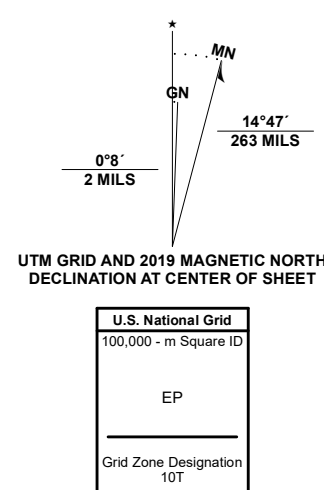 ★
MN
GN
14°47´
263 MILS
0°8´
2 MILS
UTM GRID AND 2019 MAGNETIC NORTH
DECLINATION AT CENTER OF SHEET
U.S. National Grid
100,000 - m Square ID
EP
Grid Zone Designation
10T